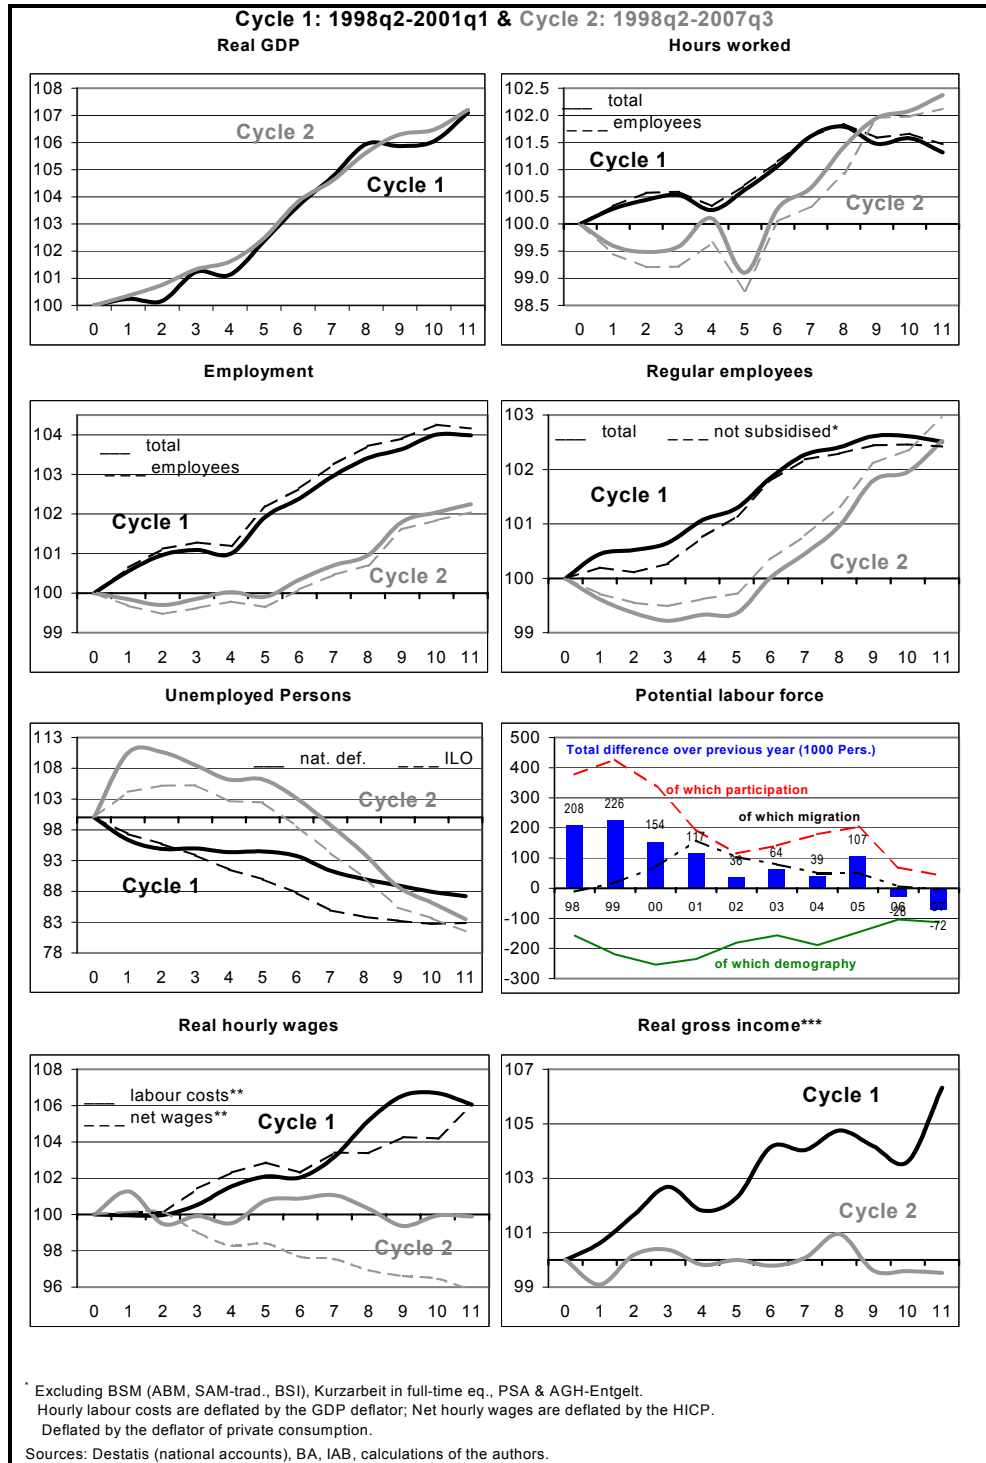 Cycle 1: 1998q2-2001q1 & Cycle 2: 1998q2-2007q3
Real GDP
108
107
106
105
104
103
102
101
100
Cycle 2
Cycle 1
0 1 2 3 4 5 6 7 8 9 10 11
Hours worked
102.5
102.0
101.5
101.0
100.5
100.0
99.5
99.0
98.5
total
employees
Cycle 1
Cycle 2
0 1 2 3 4 5 6 7 8 9 10 11
Employment
104
103
102
101
100
99
total
employees
Cycle 1
Cycle 2
0 1 2 3 4 5 6 7 8 9 10 11
Regular employees
103
102
101
100
99
total
not subsidised*
Cycle 1
Cycle 2
0 1 2 3 4 5 6 7 8 9 10 11
Unemployed Persons
113
108
103
98
93
88
83
78
nat. def.
ILO
Cycle 2
Cycle 1
0 1 2 3 4 5 6 7 8 9 10 11
Potential labour force
500
400
300
200
100
0
-100
-200
-300
Total difference over previous year (1000 Pers.)
of which participation
of which migration
208 226 154 117 36 64 39 107 -28 -72
98 99 00 01 02 03 04 05 06 07
of which demography
Real hourly wages
108
106
104
102
100
98
96
labour costs**
net wages**
Cycle 1
Cycle 2
0 1 2 3 4 5 6 7 8 9 10 11
Real gross income***
107
105
103
101
99
Cycle 1
Cycle 2
0 1 2 3 4 5 6 7 8 9 10 11
* Excluding BSM (ABM, SAM-trad., BSI), Kurzarbeit in full-time eq., PSA & AGH-Entgelt.
Hourly labour costs are deflated by the GDP deflator; Net hourly wages are deflated by the HICP.
Deflated by the deflator of private consumption.
Sources: Destatis (national accounts), BA, IAB, calculations of the authors.